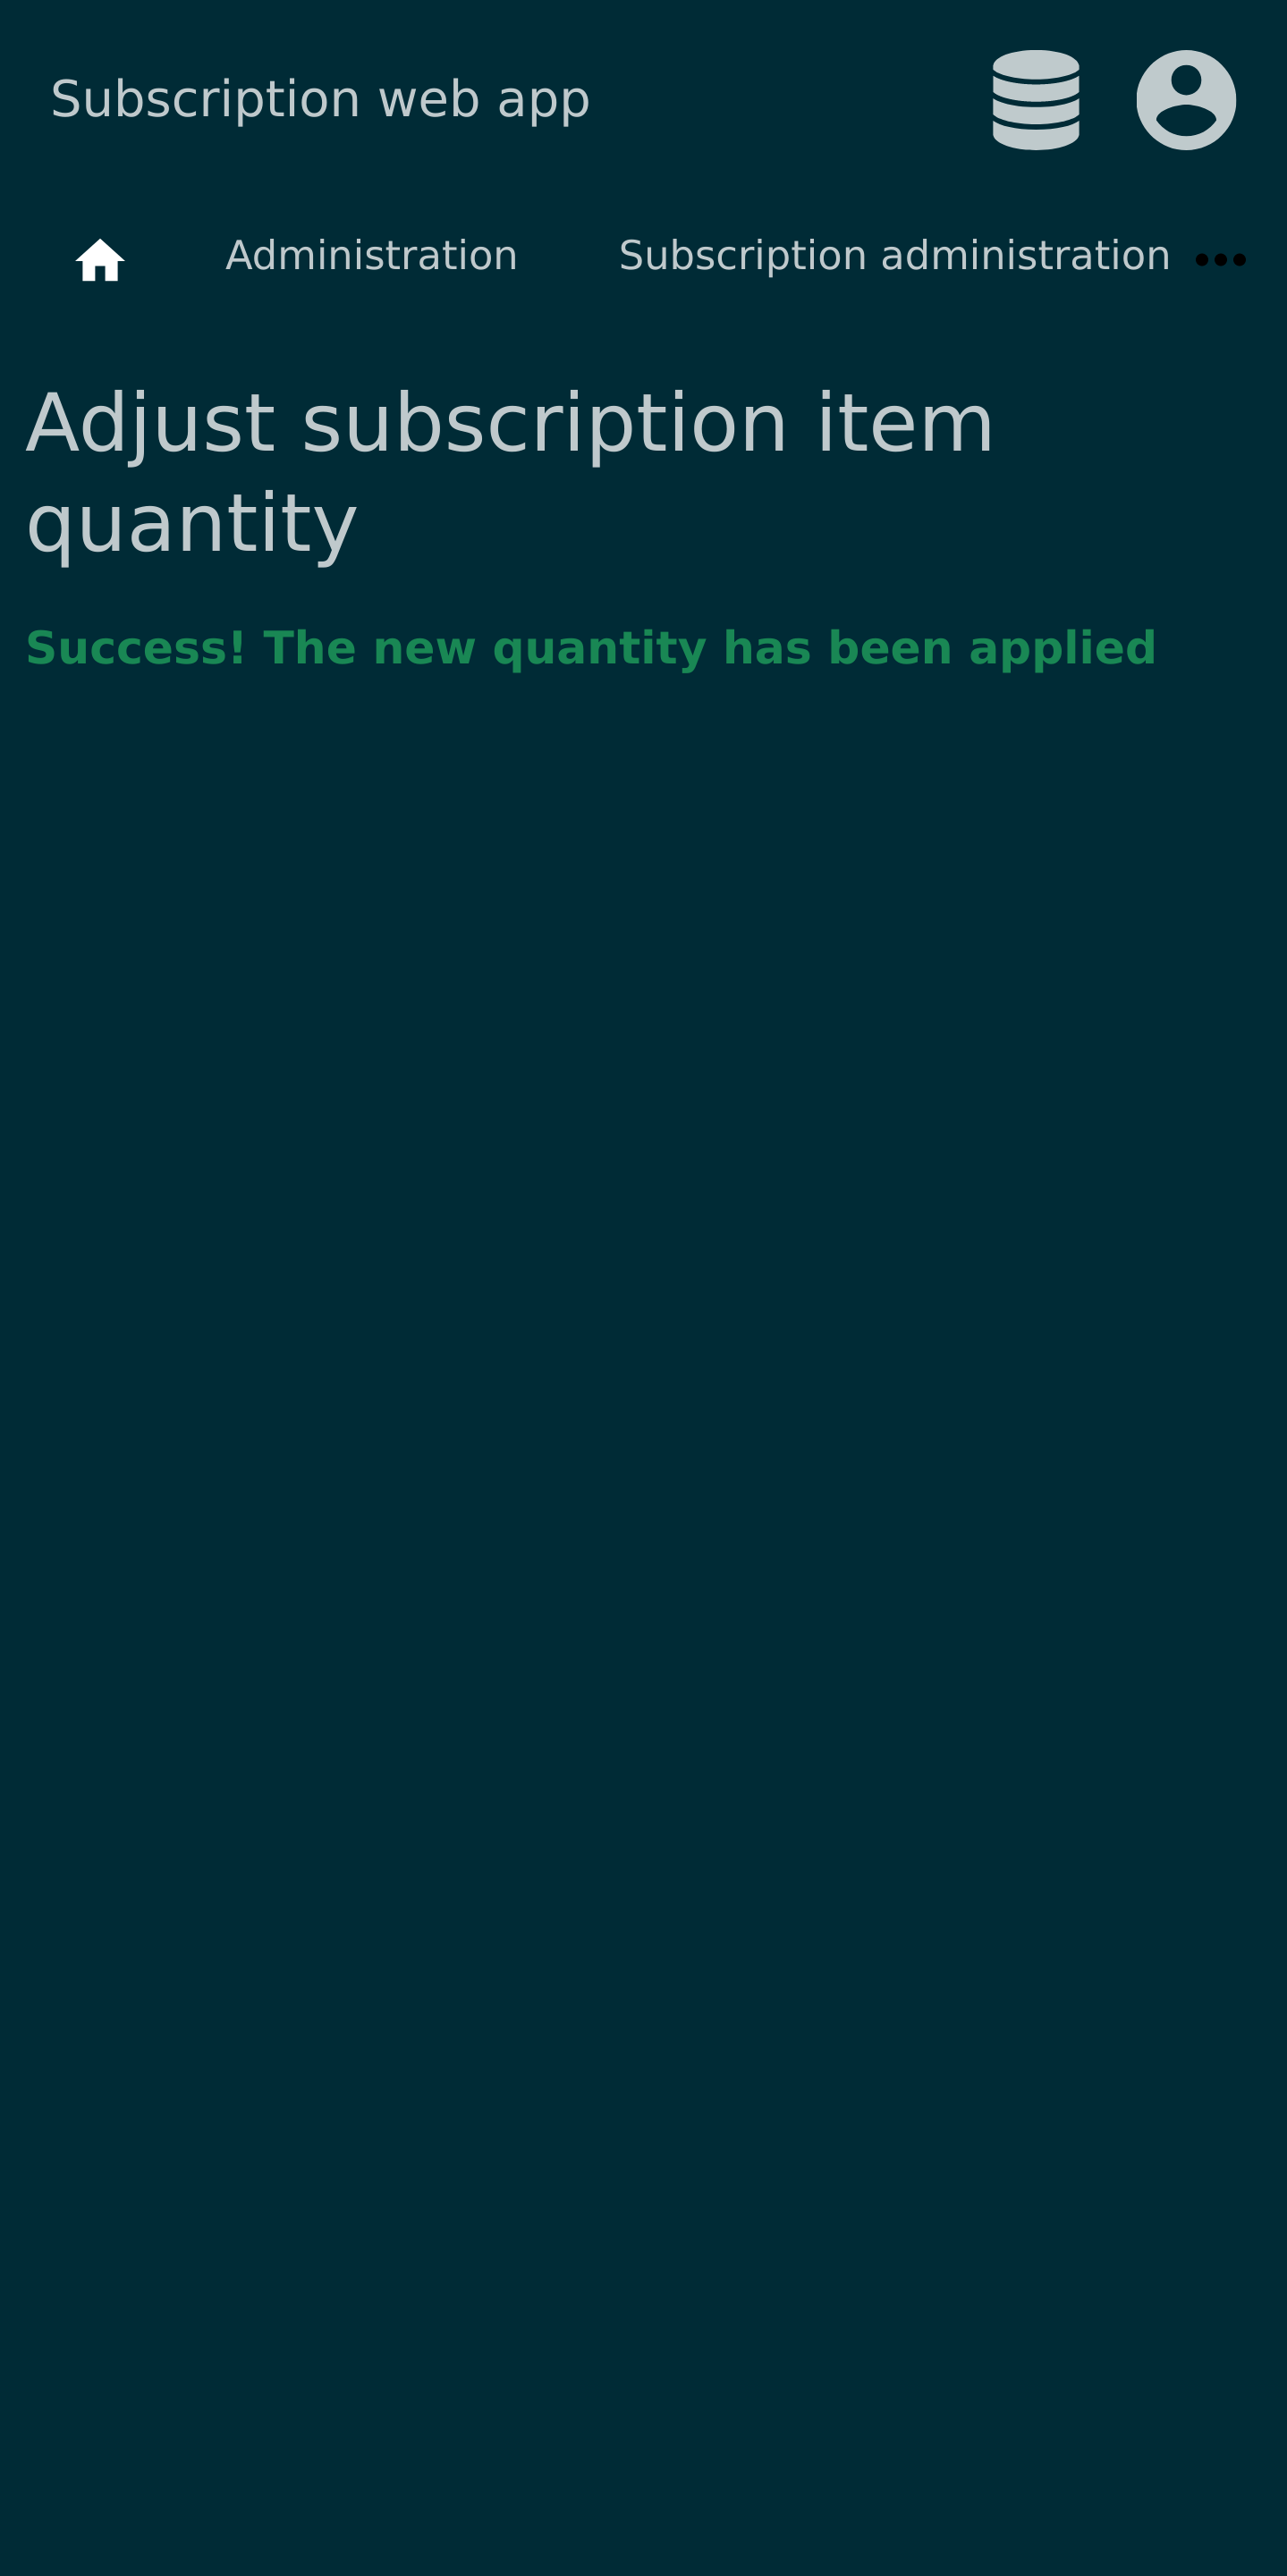 Subscription web app
Administration
Subscription administration
Adjust subscription item
quantity
Success! The new quantity has been applied